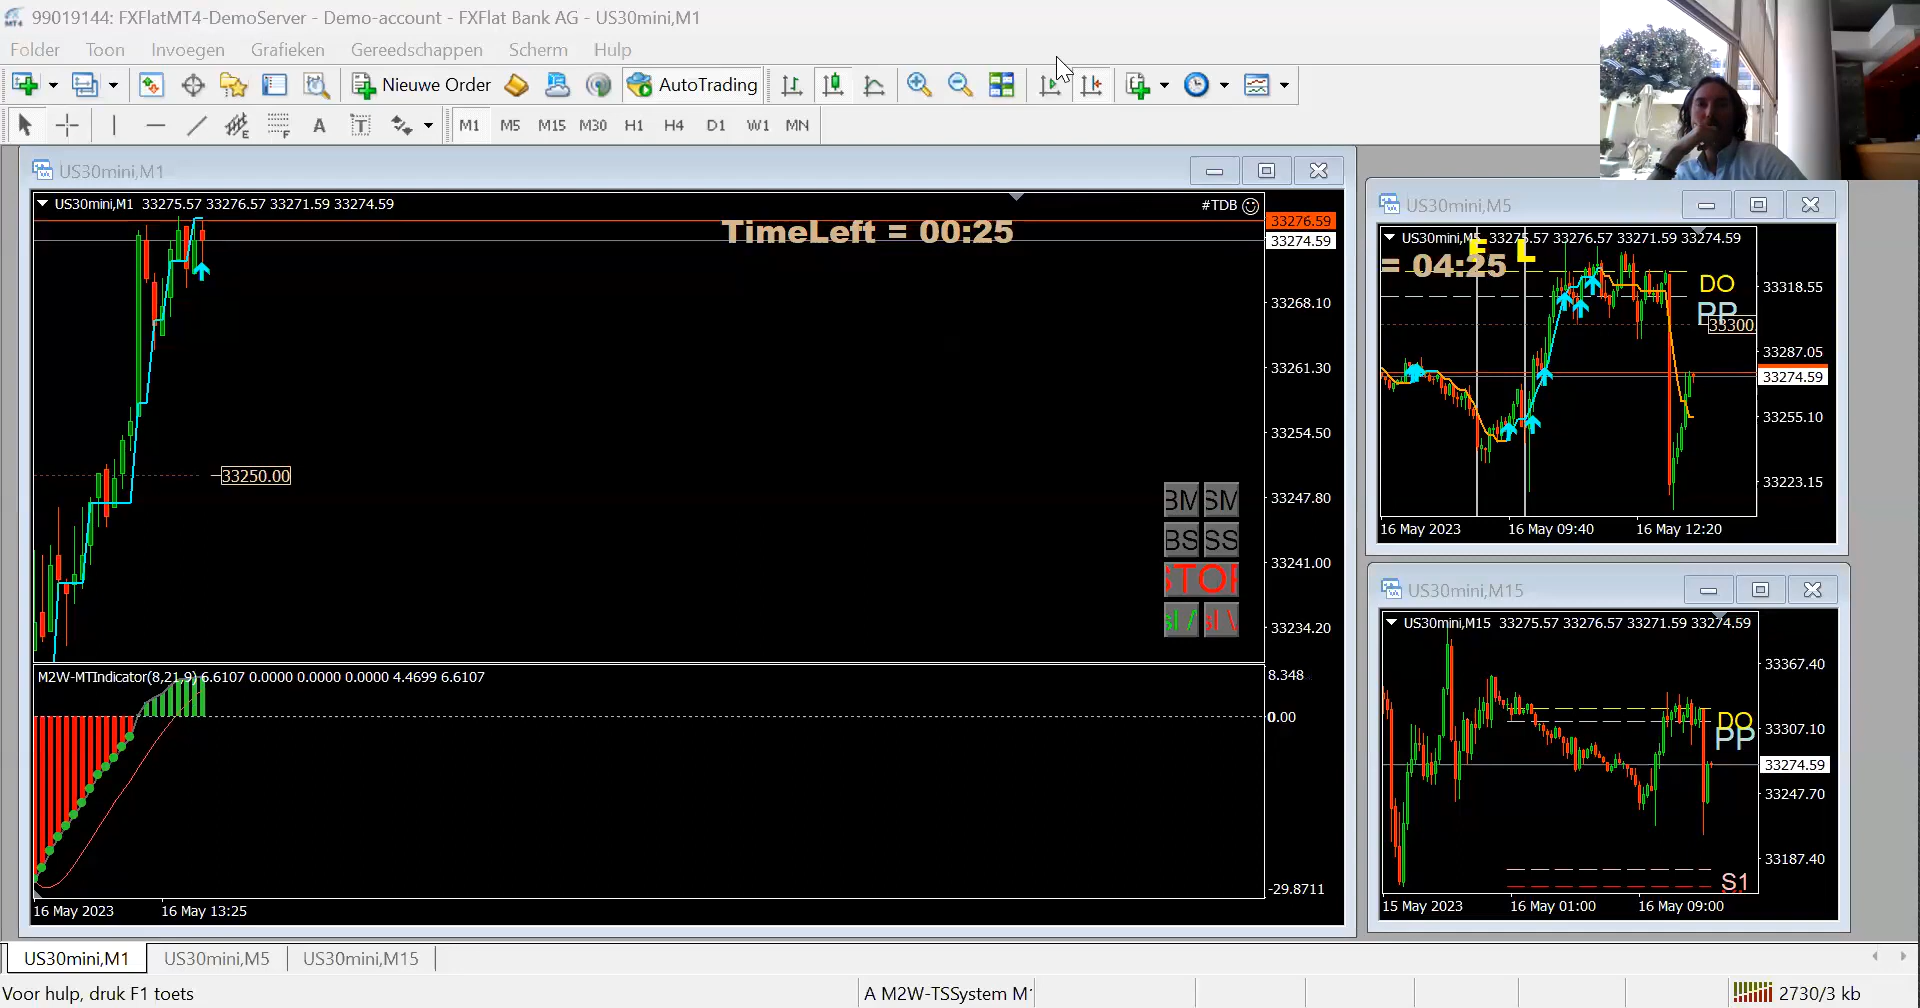 99019144: FXFlatMT4-DemoServer - Demo-account - FXFlat Bank AG - US30mini,M1
Folder Toon Invoegen Grafieken Gereedschappen Scherm Hulp
Nieuwe Order AutoTrading
M1 M5 M15 M30 H1 H4 D1 W1 MN
US30mini,M1
US30mini,M1 33275.57 33276.57 33271.59 33274.59
#TDB
TimeLeft = 00:25
33276.59
33274.59
33268.10
33261.30
33254.50
33250.00
33247.80
33241.00
33234.20
BM SM
BS SS
STOP
sl / sl \
M2W-MTIndicator(8,21,9) 6.6107 0.0000 0.0000 0.0000 4.4699 6.6107
8.348
0.00
-29.8711
16 May 2023 16 May 13:25
US30mini,M5
US30mini,M5 33275.57 33276.57 33271.59 33274.59
= 04:25
F L
DO
PP
33300
33318.55
33287.05
33274.59
33255.10
33223.15
16 May 2023 16 May 09:40 16 May 12:20
US30mini,M15
US30mini,M15 33275.57 33276.57 33271.59 33274.59
DO
PP
S1
33367.40
33307.10
33274.59
33247.70
33187.40
15 May 2023 16 May 01:00 16 May 09:00
US30mini,M1 US30mini,M5 US30mini,M15
Voor hulp, druk F1 toets
A M2W-TSSystem M
2730/3 kb